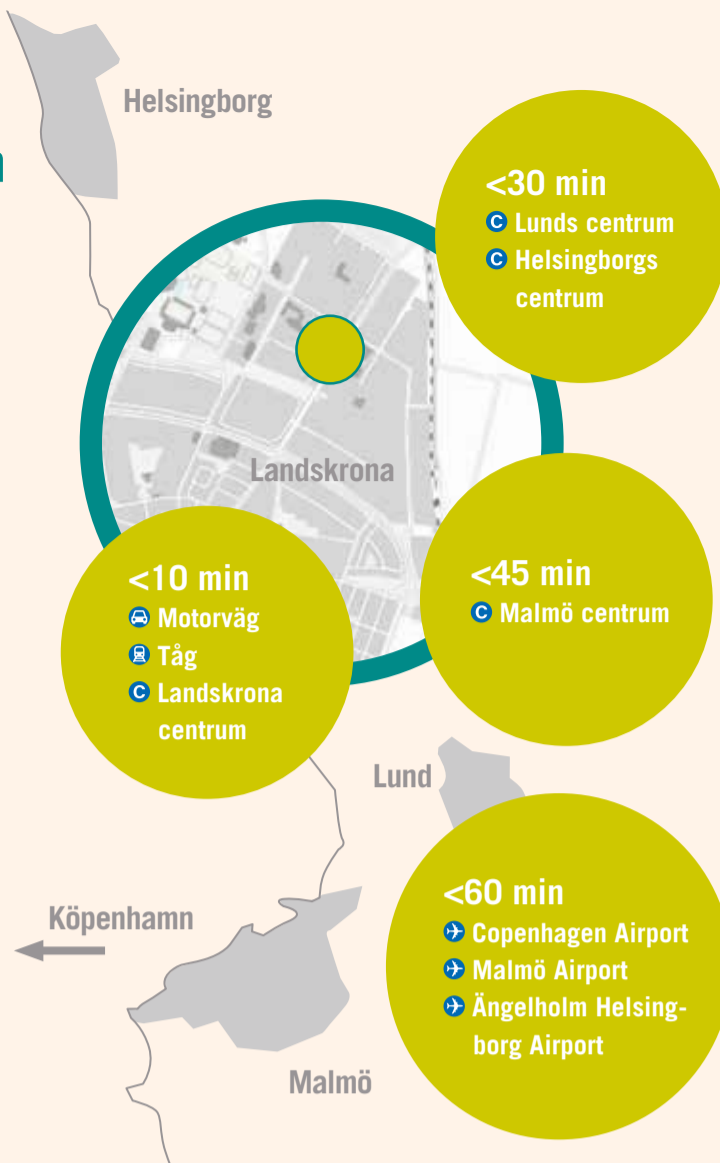 Helsingborg
<30 min
C Lunds centrum
C Helsingborgs
centrum
Landskrona
<10 min
Motorväg
Tåg
C Landskrona
centrum
<45 min
C Malmö centrum
Lund
<60 min
Copenhagen Airport
Malmö Airport
Ängelholm Helsing-
borg Airport
Köpenhamn
Malmö